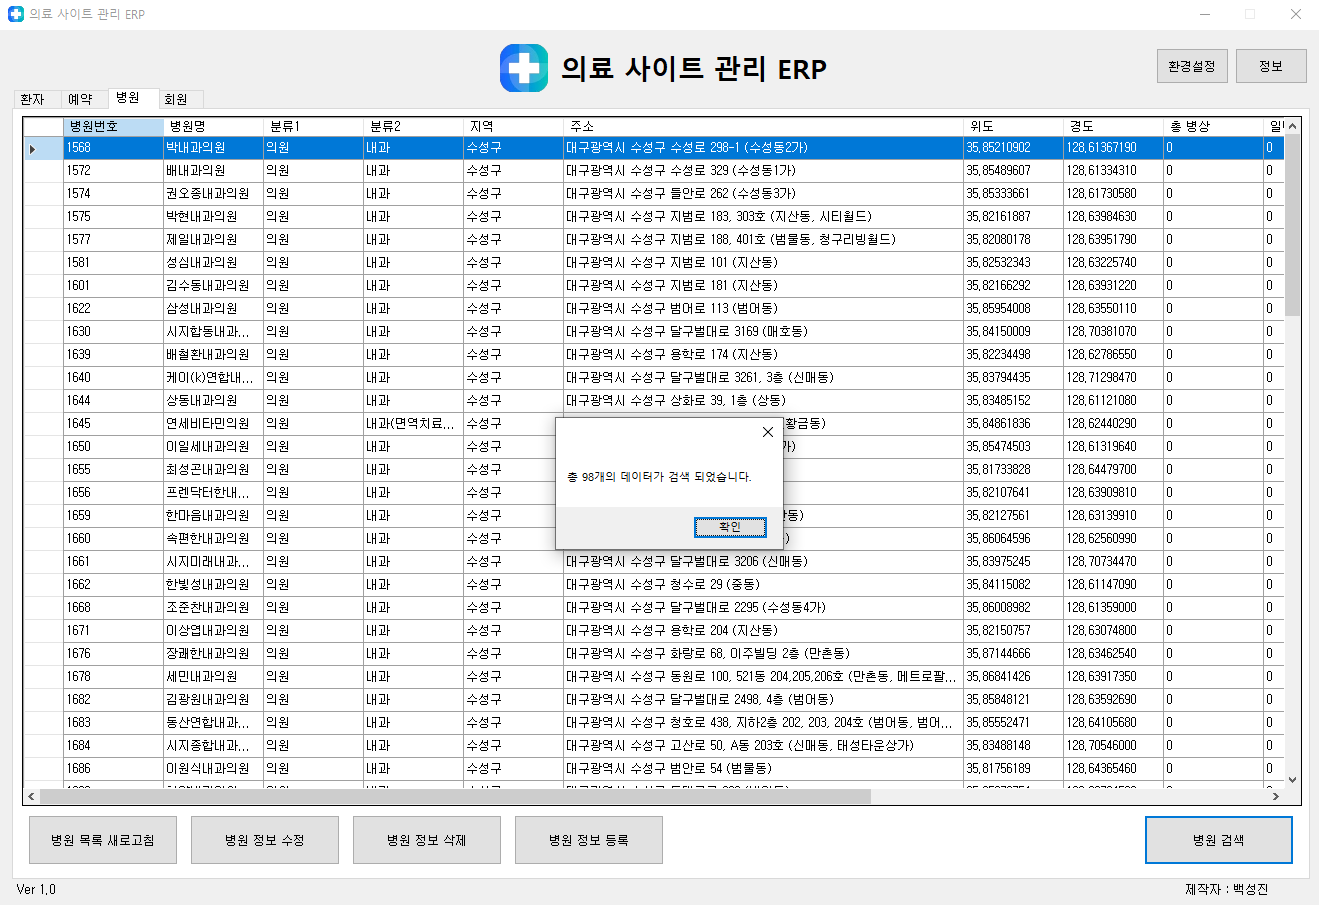 의료 사이트 관리 ERP
의료 사이트 관리 ERP
환경설정 정보
환자 예약 병원 회원
병원번호 병원명 분류1 분류2 지역 주소 위도 경도 총 병상
1568 박내과의원 의원 내과 수성구 대구광역시 수성구 수성로 298-1 (수성동2가) 35,85210902 128,61367190 0 0
1572 배내과의원 의원 내과 수성구 대구광역시 수성구 수성로 329 (수성동1가) 35,85489607 128,61334310 0 0
1574 권오종내과의원 의원 내과 수성구 대구광역시 수성구 들안로 262 (수성동3가) 35,85333661 128,61730580 0 0
1575 박현내과의원 의원 내과 수성구 대구광역시 수성구 지범로 183, 303호 (지산동, 시티월드) 35,82161887 128,63984630 0 0
1577 제일내과의원 의원 내과 수성구 대구광역시 수성구 지범로 188, 401호 (범물동, 청구리빙월드) 35,82080178 128,63951790 0 0
1581 성심내과의원 의원 내과 수성구 대구광역시 수성구 지범로 101 (지산동) 35,82532343 128,63225740 0 0
1601 김수동내과의원 의원 내과 수성구 대구광역시 수성구 지범로 181 (지산동) 35,82166292 128,63931220 0 0
1622 삼성내과의원 의원 내과 수성구 대구광역시 수성구 범어로 113 (범어동) 35,85954008 128,63550110 0 0
1630 시지합동내과... 의원 내과 수성구 대구광역시 수성구 달구벌대로 3169 (매호동) 35,84150009 128,70381070 0 0
1639 배철환내과의원 의원 내과 수성구 대구광역시 수성구 용학로 174 (지산동) 35,82234498 128,62786550 0 0
1640 케이(k)연합내... 의원 내과 수성구 대구광역시 수성구 달구벌대로 3261, 3층 (신매동) 35,83794435 128,71298470 0 0
1644 상동내과의원 의원 내과 수성구 대구광역시 수성구 상화로 39, 1층 (상동) 35,83485152 128,61121080 0 0
1645 연세비타민의원 의원 내과(면역치료... 수성구 황금동) 35,84861836 128,62440290 0 0
1650 이일세내과의원 의원 내과 수성구 가) 35,85474503 128,61319640 0 0
1655 최성곤내과의원 의원 내과 수성구 35,81733828 128,64479700 0 0
1656 프렌닥터한내... 의원 내과 수성구 35,82107641 128,63909810 0 0
1659 한마음내과의원 의원 내과 수성구 동) 35,82127561 128,63139910 0 0
1660 속편한내과의원 의원 내과 수성구 ) 35,86064596 128,62560990 0 0
1661 시지미래내과... 의원 내과 수성구 대구광역시 수성구 달구벌대로 3206 (신매동) 35,83975245 128,70734470 0 0
1662 한빛성내과의원 의원 내과 수성구 대구광역시 수성구 청수로 29 (중동) 35,84115082 128,61147090 0 0
1668 조준찬내과의원 의원 내과 수성구 대구광역시 수성구 달구벌대로 2295 (수성동4가) 35,86008982 128,61359000 0 0
1671 이상엽내과의원 의원 내과 수성구 대구광역시 수성구 용학로 204 (지산동) 35,82150757 128,63074800 0 0
1676 장쾌한내과의원 의원 내과 수성구 대구광역시 수성구 화랑로 68, 이주빌딩 2층 (만촌동) 35,87144666 128,63462540 0 0
1678 세민내과의원 의원 내과 수성구 대구광역시 수성구 동원로 100, 521동 204,205,206호 (만촌동, 메트로팔... 35,86841426 128,63917350 0 0
1682 김광원내과의원 의원 내과 수성구 대구광역시 수성구 달구벌대로 2498, 4층 (범어동) 35,85848121 128,63592690 0 0
1683 동산연합내과... 의원 내과 수성구 대구광역시 수성구 청호로 438, 지하2층 202, 203, 204호 (범어동, 범어... 35,85552471 128,64105680 0 0
1684 시지종합내과... 의원 내과 수성구 대구광역시 수성구 고산로 50, A동 203호 (신매동, 태성타운상가) 35,83488148 128,70546000 0 0
1686 이원식내과의원 의원 내과 수성구 대구광역시 수성구 범안로 54 (범물동) 35,81756189 128,64365460 0 0
총 98개의 데이터가 검색 되었습니다.
확인
병원 목록 새로고침 병원 정보 수정 병원 정보 삭제 병원 정보 등록 병원 검색
Ver 1,0 제작자 : 백성진